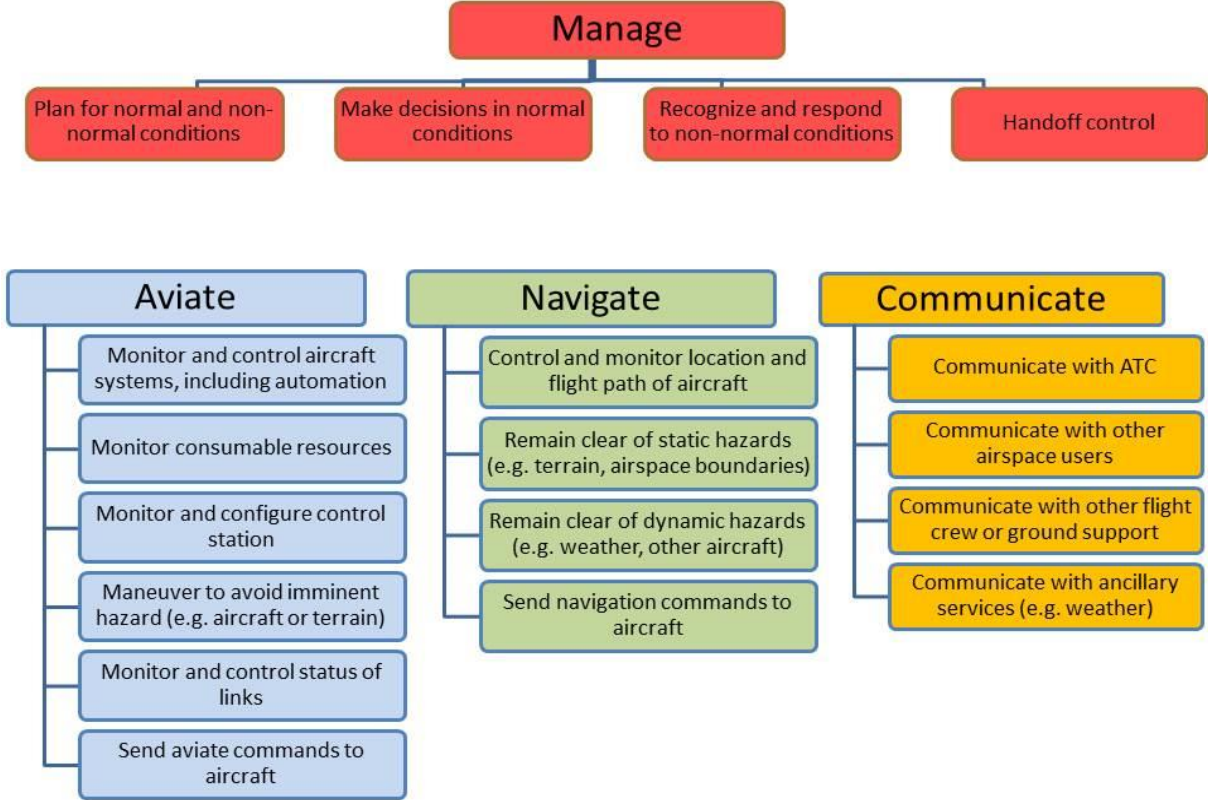 Manage
Plan for normal and non-
normal conditions
Make decisions in normal
conditions
Recognize and respond
to non-normal conditions
Handoff control
Aviate
Monitor and control aircraft
systems, including automation
Monitor consumable resources
Monitor and configure control
station
Maneuver to avoid imminent
hazard (e.g. aircraft or terrain)
Monitor and control status of
links
Send aviate commands to
aircraft
Navigate
Control and monitor location and
flight path of aircraft
Remain clear of static hazards
(e.g. terrain, airspace boundaries)
Remain clear of dynamic hazards
(e.g. weather, other aircraft)
Send navigation commands to
aircraft
Communicate
Communicate with ATC
Communicate with other
airspace users
Communicate with other flight
crew or ground support
Communicate with ancillary
services (e.g. weather)